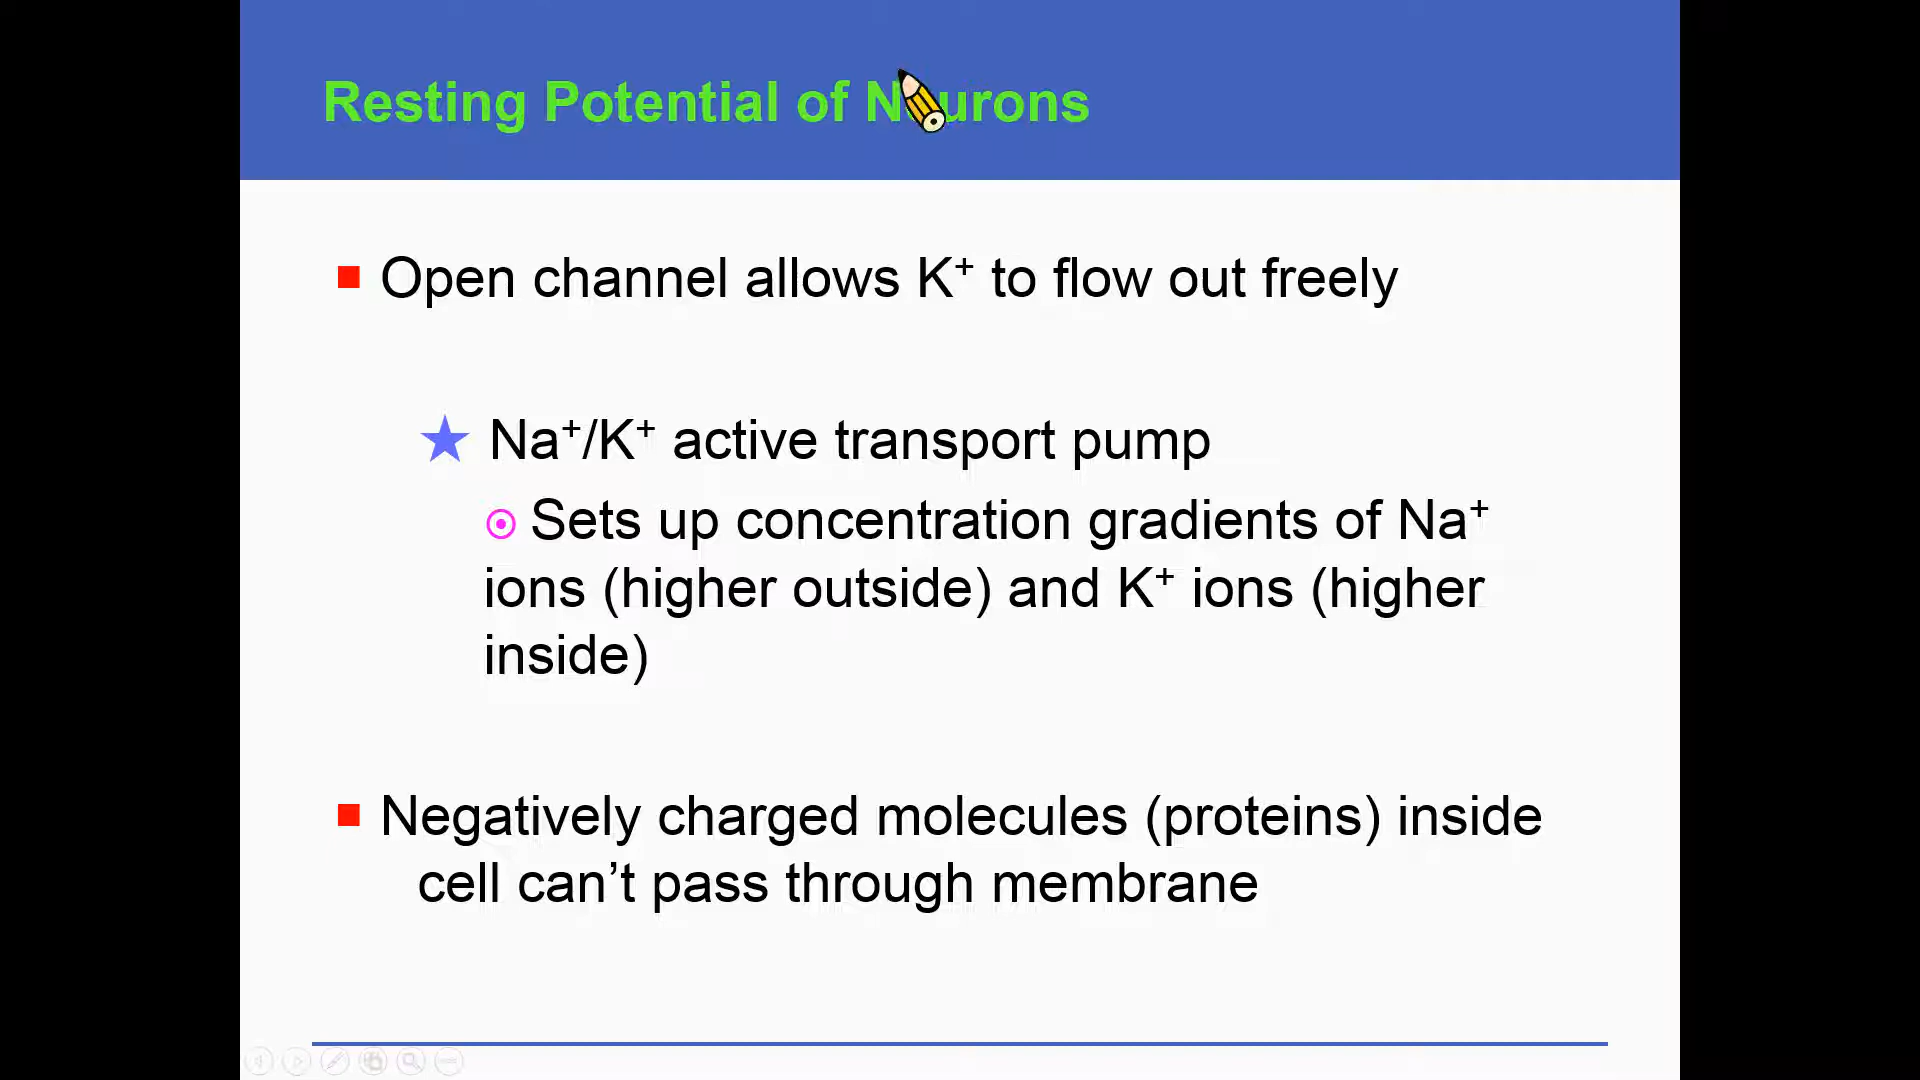 Resting Potential of Neurons
Open channel allows K⁺ to flow out freely
Na⁺/K⁺ active transport pump
Sets up concentration gradients of Na⁺
ions (higher outside) and K⁺ ions (higher
inside)
Negatively charged molecules (proteins) inside
cell can’t pass through membrane